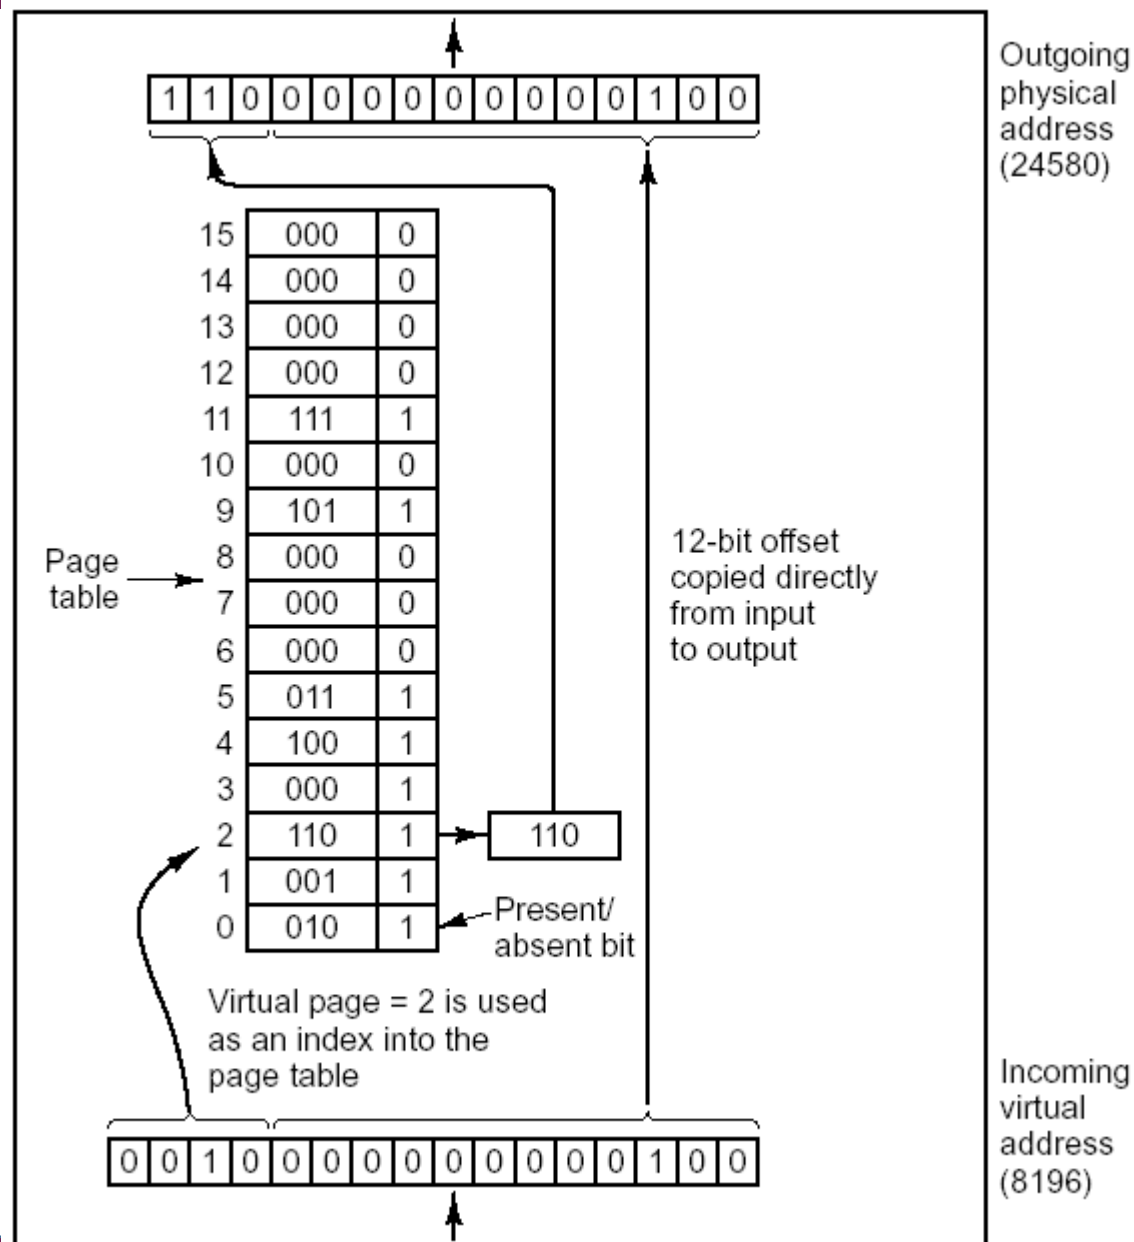 Outgoing
physical
address
(24580)
1 1 0 0 0 0 0 0 0 0 0 0 1 0 0
15 000 0
14 000 0
13 000 0
12 000 0
11 111 1
10 000 0
9 101 1
8 000 0
7 000 0
6 000 0
5 011 1
4 100 1
3 000 1
2 110 1 110
1 001 1
0 010 1
Page
table
12-bit offset
copied directly
from input
to output
Present/
absent bit
Virtual page = 2 is used
as an index into the
page table
0 0 1 0 0 0 0 0 0 0 0 0 0 1 0 0
Incoming
virtual
address
(8196)